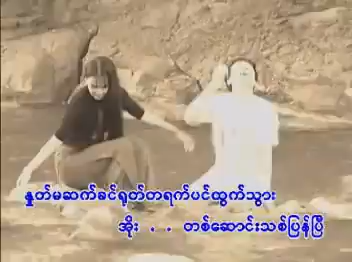 နှုတ်မဆက်ခင်ရုတ်တရက်ပင်ထွက်သွား
အိုး . . တစ်ဆောင်းသစ်ပြန်ပြီ